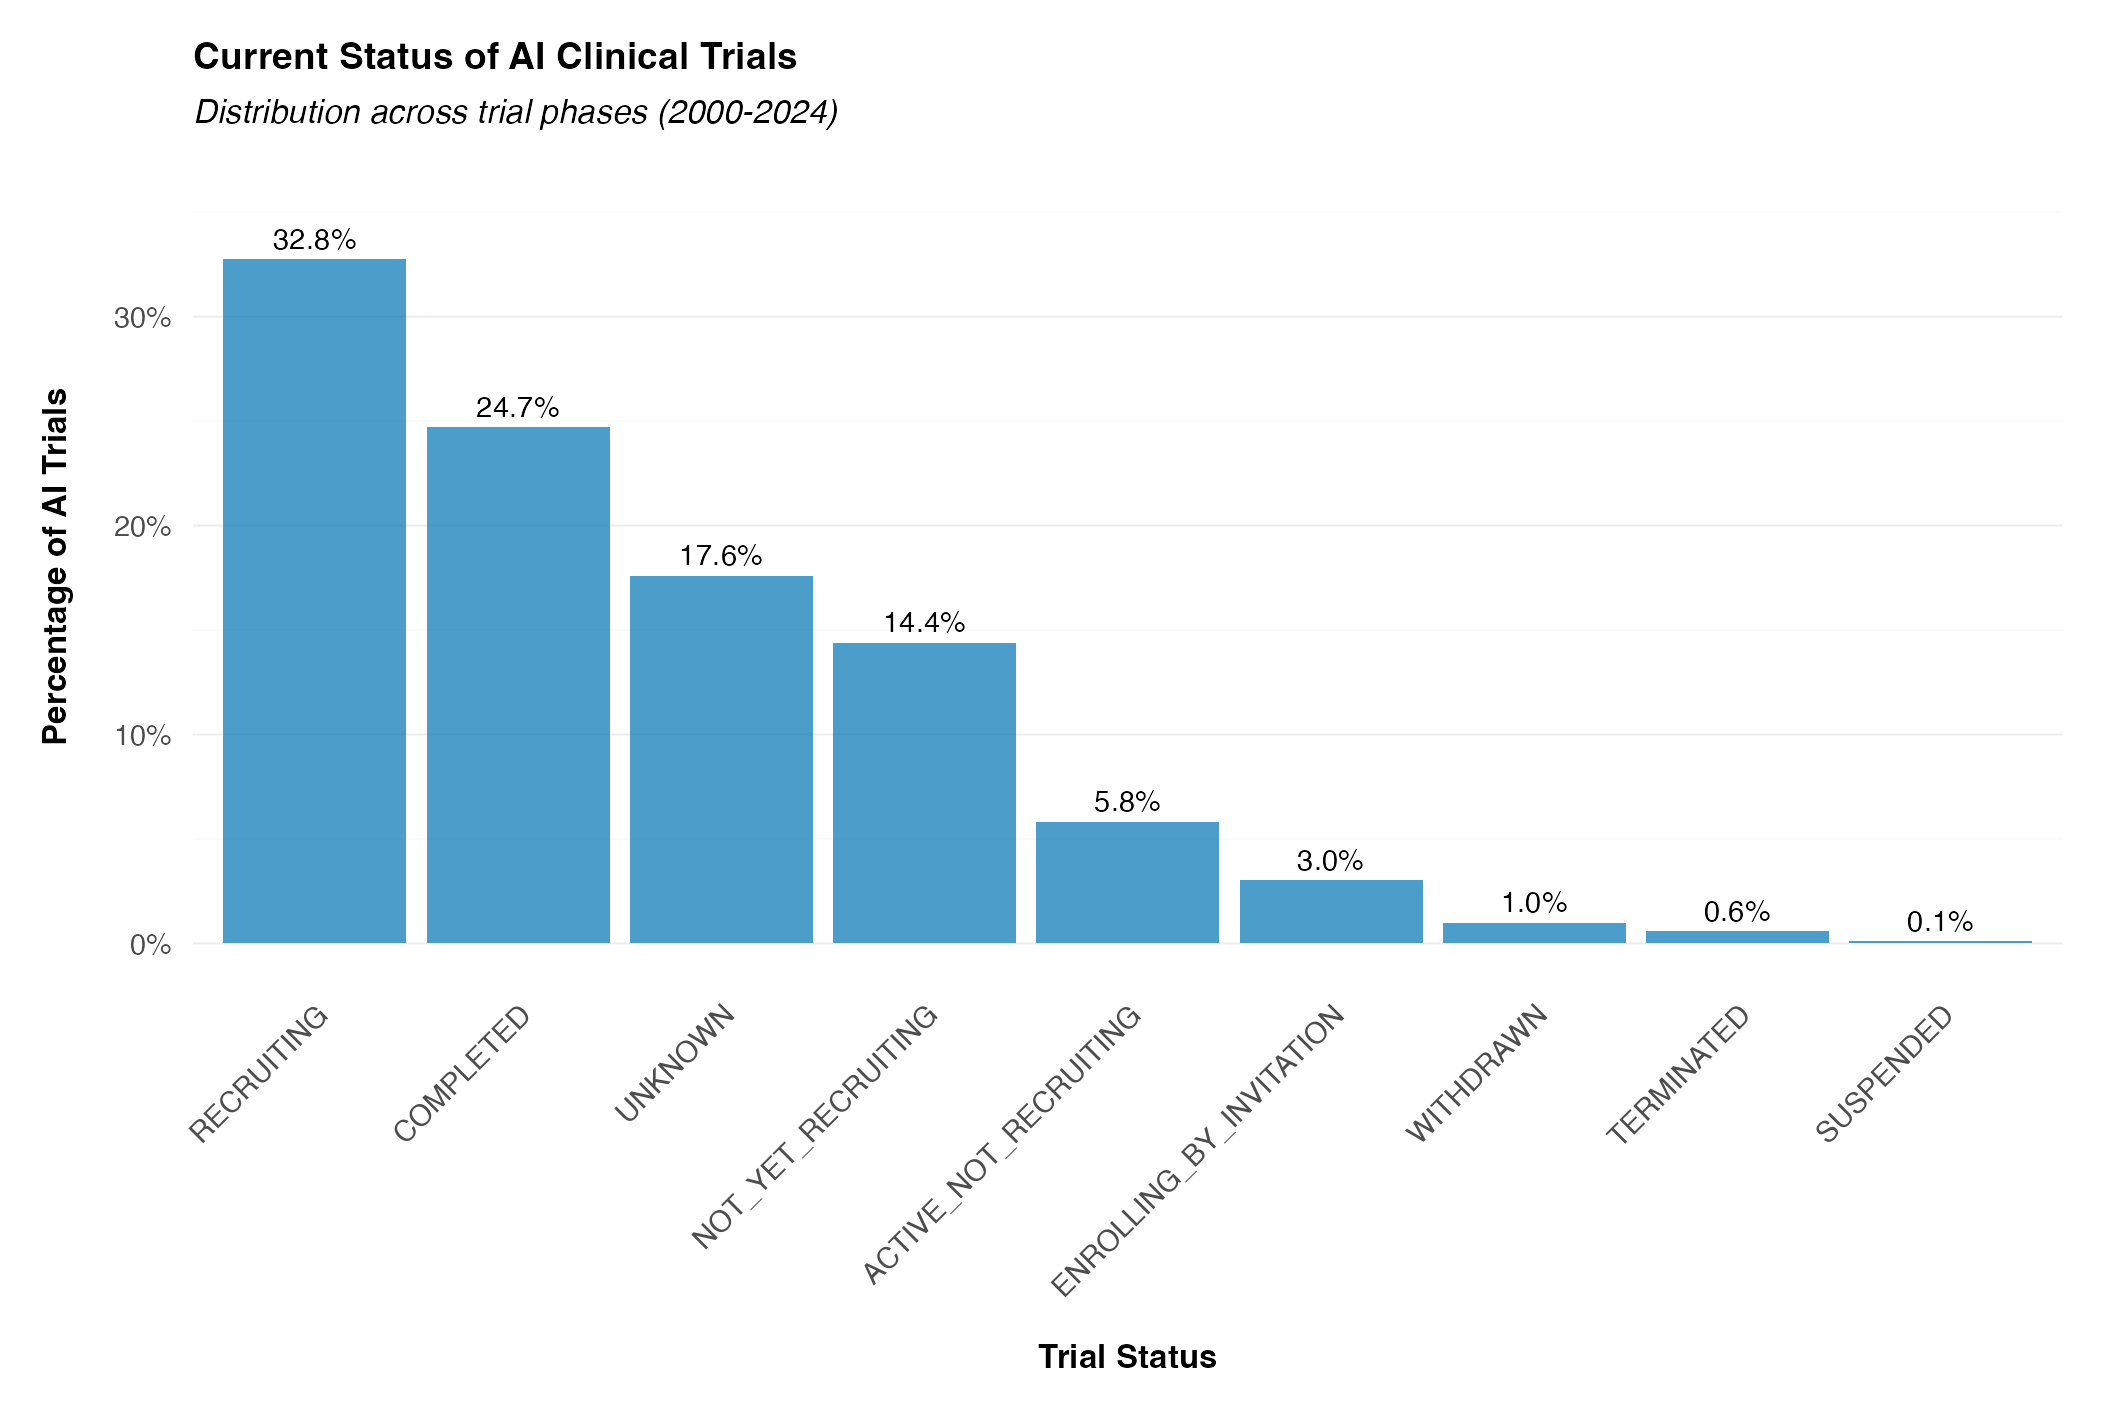 Current Status of AI Clinical Trials
Distribution across trial phases (2000-2024)
Percentage of AI Trials
30%
20%
10%
0%
32.8%
24.7%
17.6%
14.4%
5.8%
3.0%
1.0%
0.6%
0.1%
RECRUITING
COMPLETED
UNKNOWN
NOT_YET_RECRUITING
ACTIVE_NOT_RECRUITING
ENROLLING_BY_INVITATION
WITHDRAWN
TERMINATED
SUSPENDED
Trial Status